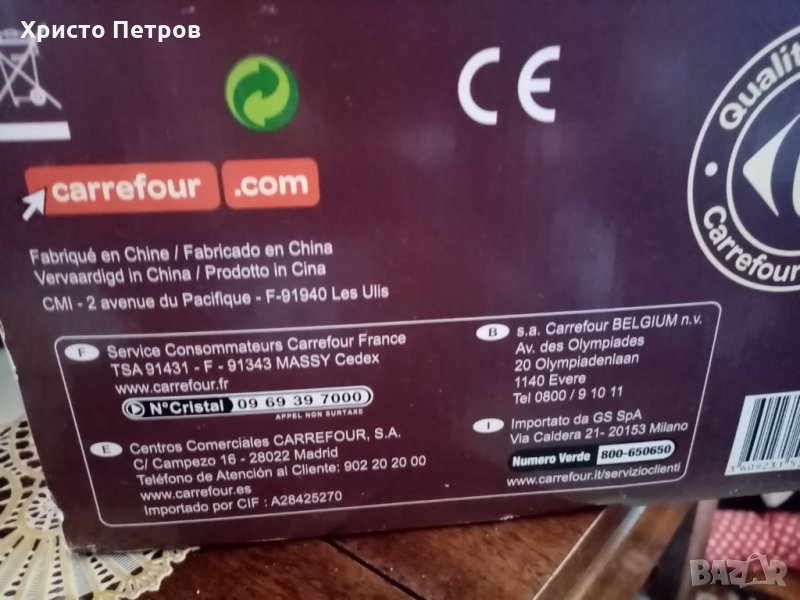 Христо Петров
CE
Qualit
Carrefour
carrefour .com
Fabriqué en Chine / Fabricado en China
Vervaardigd in China / Prodotto in Cina
CMI - 2 avenue du Pacifique - F-91940 Les Ulis
F Service Consommateurs Carrefour France
TSA 91431 - F - 91343 MASSY Cedex
www.carrefour.fr
N°Cristal 09 69 39 7000
APPEL NON SURTAXE
E Centros Comerciales CARREFOUR, S.A.
C/ Campezo 16 - 28022 Madrid
Teléfono de Atención al Cliente: 902 20 20 00
www.carrefour.es
Importado por CIF : A28425270
B s.a. Carrefour BELGIUM n.v.
Av. des Olympiades
20 Olympiadenlaan
1140 Evere
Tel 0800 / 9 10 11
I Importato da GS SpA
Via Caldera 21- 20153 Milano
Numero Verde 800-650650
www.carrefour.it/servizioclienti
BAZAR